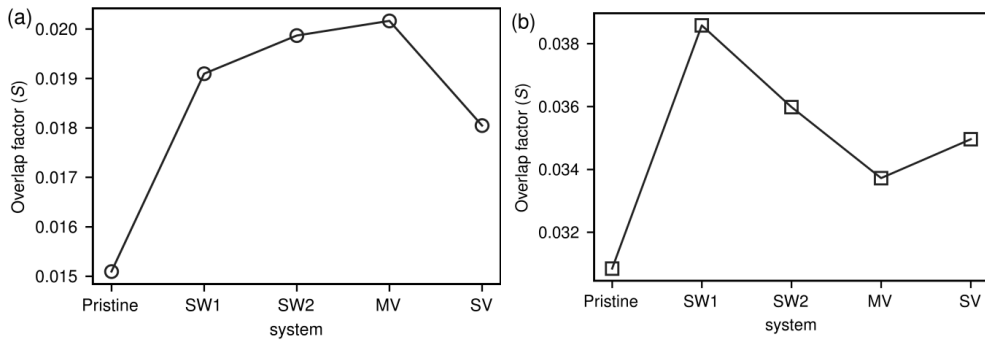 (a)
Overlap factor (S)
0.020
0.019
0.018
0.017
0.016
0.015
Pristine SW1 SW2 MV SV
system
(b)
Overlap factor (S)
0.038
0.036
0.034
0.032
Pristine SW1 SW2 MV SV
system